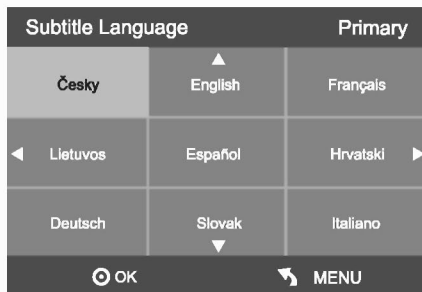 Subtitle Language Primary
Česky English Français
Lietuvos Español Hrvatski
Deutsch Slovak Italiano
OK MENU